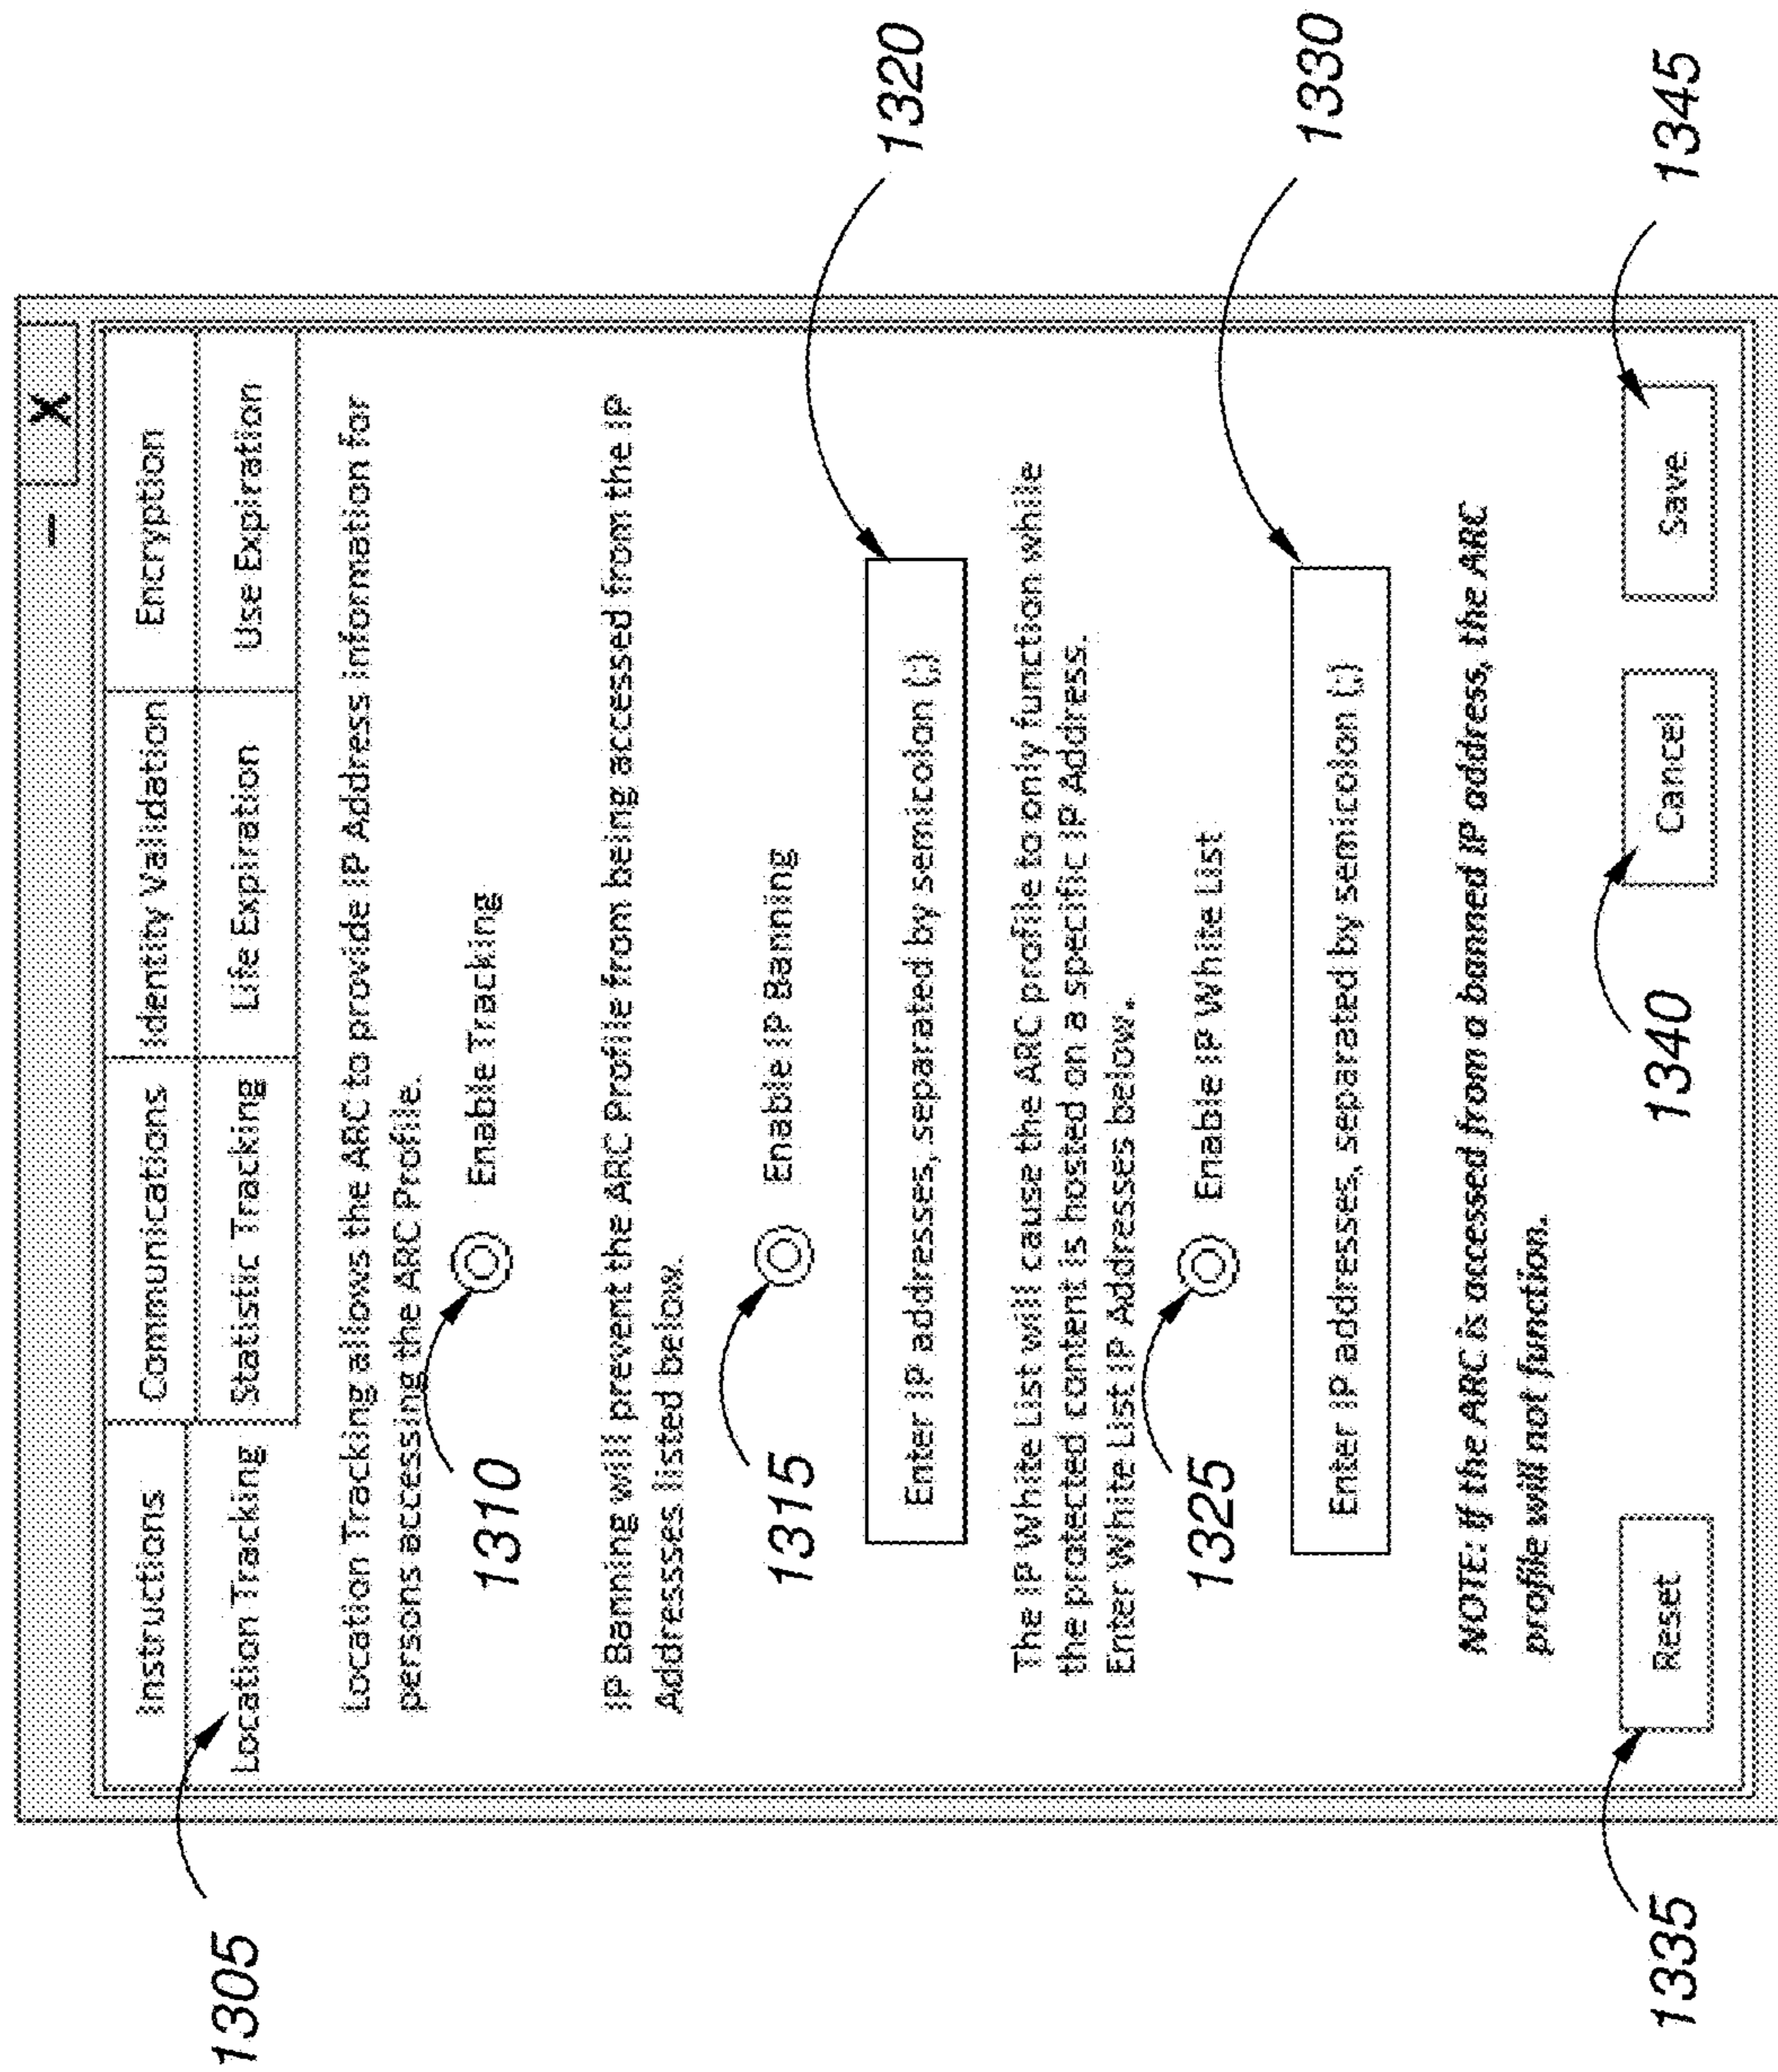 – X
Instructions Communications Identity Validation Encryption
Location Tracking Statistic Tracking Life Expiration Use Expiration
1305
Location Tracking allows the ARC to provide IP Address information for
persons accessing the ARC Profile.
1310 Enable Tracking
IP Banning will prevent the ARC Profile from being accessed from the IP
Addresses listed below.
1315 Enable IP Banning
Enter IP addresses, separated by semicolon (;)
1320
The IP White List will cause the ARC profile to only function while
the protected content is hosted on a specific IP Address.
Enter White List IP Addresses below..
1325 Enable IP White List
Enter IP addresses, separated by semicolon (;)
1330
NOTE: If the ARC is accessed from a banned IP address, the ARC
profile will not function.
1335 Reset 1340 Cancel Save 1345